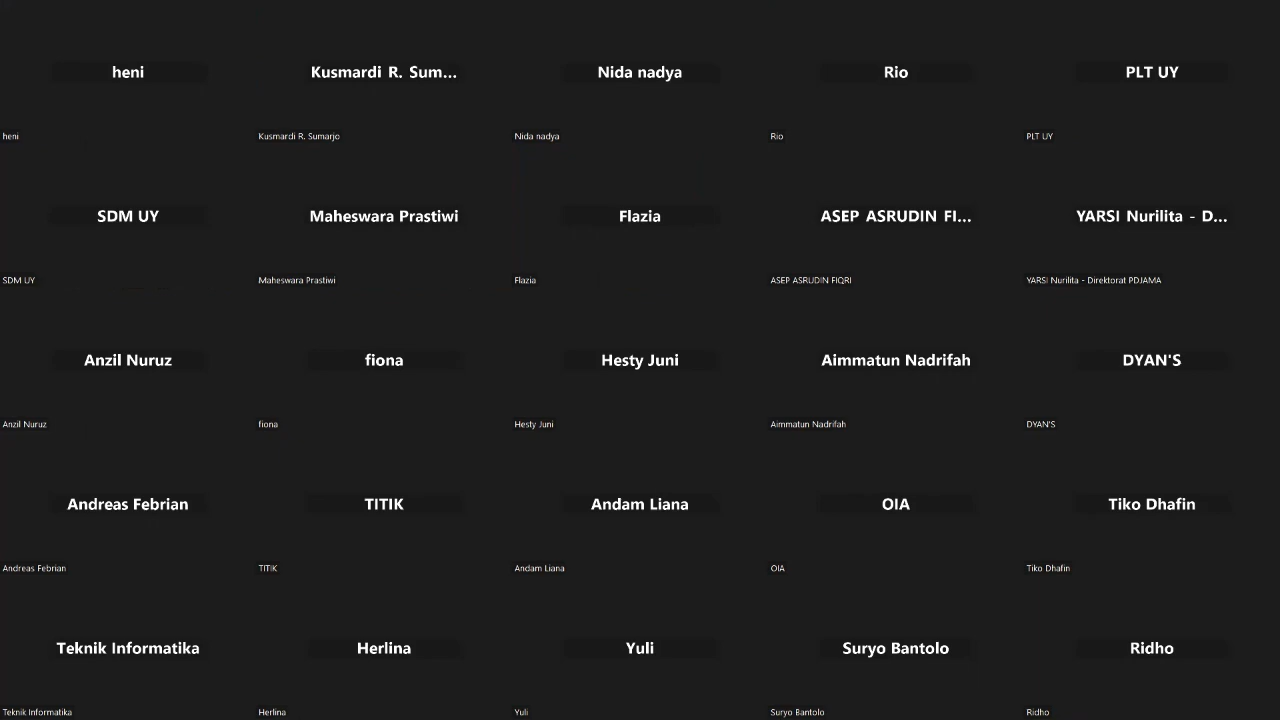 heni
Kusmardi R. Sum...
Nida nadya
Rio
PLT UY
heni
Kusmardi R. Sumarjo
Nida nadya
Rio
PLT UY
SDM UY
Maheswara Prastiwi
Flazia
ASEP ASRUDIN FI...
YARSI Nurilita - D...
SDM UY
Maheswara Prastiwi
Flazia
ASEP ASRUDIN FIQRI
YARSI Nurilita - Direktorat PDJAMA
Anzil Nuruz
fiona
Hesty Juni
Aimmatun Nadrifah
DYAN'S
Anzil Nuruz
fiona
Hesty Juni
Aimmatun Nadrifah
DYAN'S
Andreas Febrian
TITIK
Andam Liana
OIA
Tiko Dhafin
Andreas Febrian
TITIK
Andam Liana
OIA
Tiko Dhafin
Teknik Informatika
Herlina
Yuli
Suryo Bantolo
Ridho
Teknik Informatika
Herlina
Yuli
Suryo Bantolo
Ridho